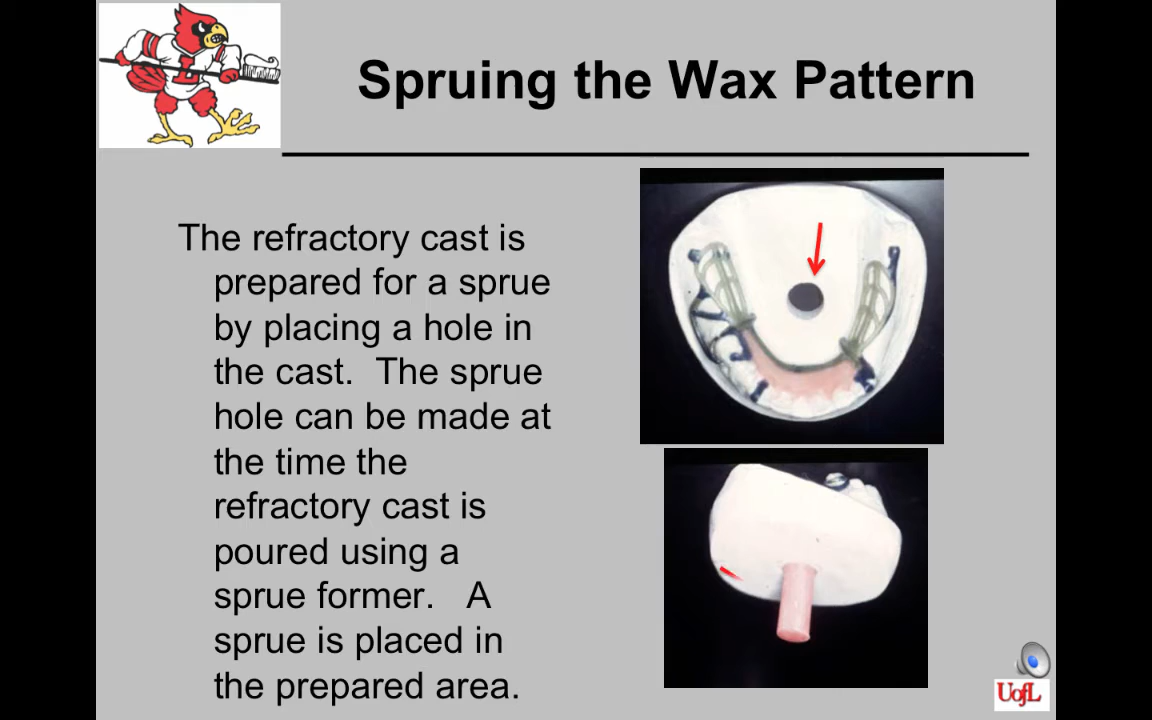 Spruing the Wax Pattern
The refractory cast is
prepared for a sprue
by placing a hole in
the cast.  The sprue
hole can be made at
the time the
refractory cast is
poured using a
sprue former.   A
sprue is placed in
the prepared area.
L
UofL